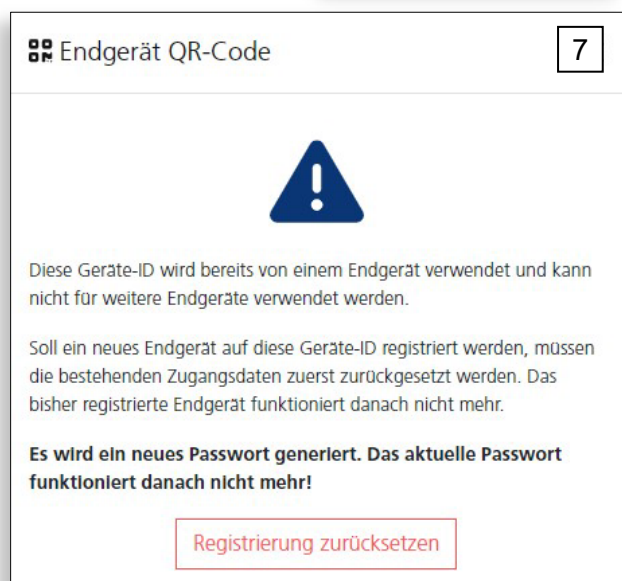 Endgerät QR-Code
7
Diese Geräte-ID wird bereits von einem Endgerät verwendet und kann
nicht für weitere Endgeräte verwendet werden.
Soll ein neues Endgerät auf diese Geräte-ID registriert werden, müssen
die bestehenden Zugangsdaten zuerst zurückgesetzt werden. Das
bisher registrierte Endgerät funktioniert danach nicht mehr.
Es wird ein neues Passwort generiert. Das aktuelle Passwort
funktioniert danach nicht mehr!
Registrierung zurücksetzen